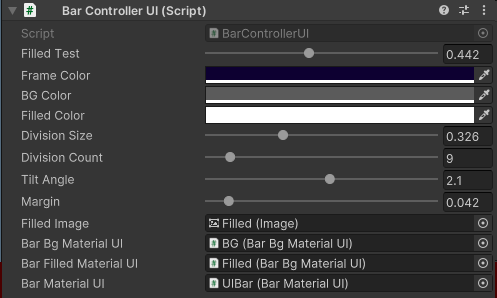 Bar Controller UI (Script)
Script BarControllerUI
Filled Test 0.442
Frame Color
BG Color
Filled Color
Division Size 0.326
Division Count 9
Tilt Angle 2.1
Margin 0.042
Filled Image Filled (Image)
Bar Bg Material UI BG (Bar Bg Material UI)
Bar Filled Material UI Filled (Bar Bg Material UI)
Bar Material UI UIBar (Bar Material UI)